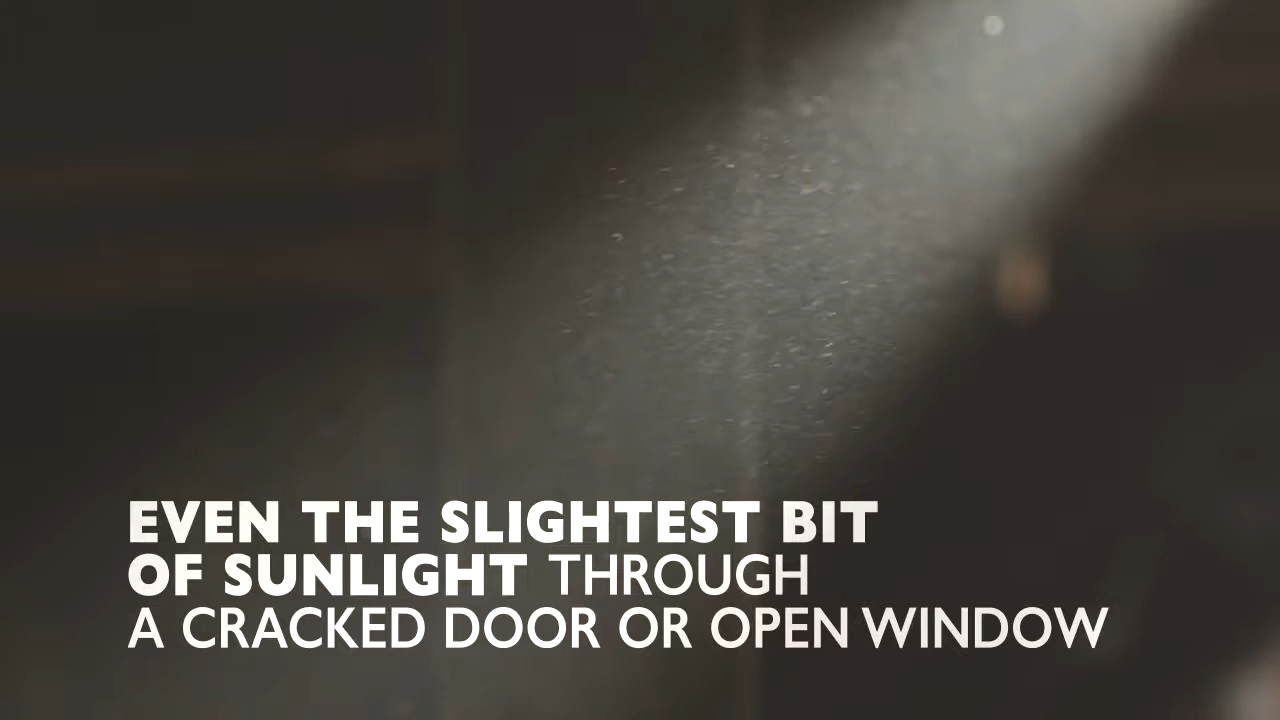 EVEN THE SLIGHTEST BIT
OF SUNLIGHT THROUGH
A CRACKED DOOR OR OPEN WINDOW